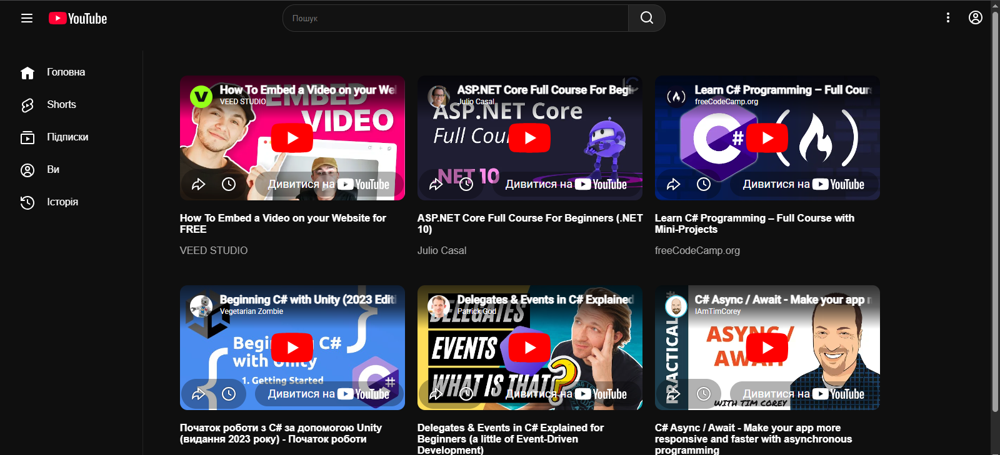 YouTube
Пошук
Головна
Shorts
Підписки
Ви
Історія
How To Embed a Video on your Wel
VEED STUDIO
EMBED
VIDEO
Дивитися на YouTube
How To Embed a Video on your Website for
FREE
VEED STUDIO
ASP.NET Core Full Course For Begi
Julio Casal
ASP.NET Core
Full Cou
.NET 10
Дивитися на YouTube
ASP.NET Core Full Course For Beginners (.NET
10)
Julio Casal
Learn C# Programming – Full Cour
freeCodeCamp.org
C#
Дивитися на YouTube
Learn C# Programming – Full Course with
Mini-Projects
freeCodeCamp.org
Beginning C# with Unity (2023 Editi
Vegetarian Zombie
Beginning C#
with Unity
1. Getting Started
C#
Дивитися на YouTube
Початок роботи з C# за допомогою Unity
(видання 2023 року) - Початок роботи
Delegates & Events in C# Explained
Patrick God
DELEGATES
EVENTS
WHAT IS THAT?
Дивитися на YouTube
Delegates & Events in C# Explained for
Beginners (a little of Event-Driven
Development)
C# Async / Await - Make your app r
IAmTimCorey
PRACTICAL C#
ASYNC /
AWAIT
WITH TIM COREY
Дивитися на YouTube
C# Async / Await - Make your app more
responsive and faster with asynchronous
programming